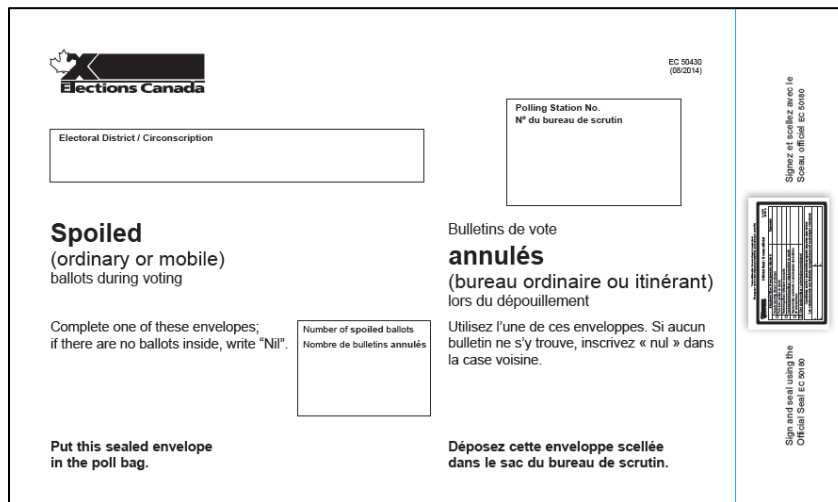 Elections Canada
EC 50430
(08/2014)
Electoral District / Circonscription
Polling Station No.
Nº du bureau de scrutin
Spoiled
(ordinary or mobile)
ballots during voting
Complete one of these envelopes;
if there are no ballots inside, write “Nil”.
Number of spoiled ballots
Nombre de bulletins annulés
Put this sealed envelope
in the poll bag.
Bulletins de vote
annulés
(bureau ordinaire ou itinérant)
lors du dépouillement
Utilisez l’une de ces enveloppes. Si aucun
bulletin ne s’y trouve, inscrivez « nul » dans
la case voisine.
Déposez cette enveloppe scellée
dans le sac du bureau de scrutin.
Signez et scellez avec le
Sceau officiel EC 50180
Sign and seal using the
Official Seal EC 50180